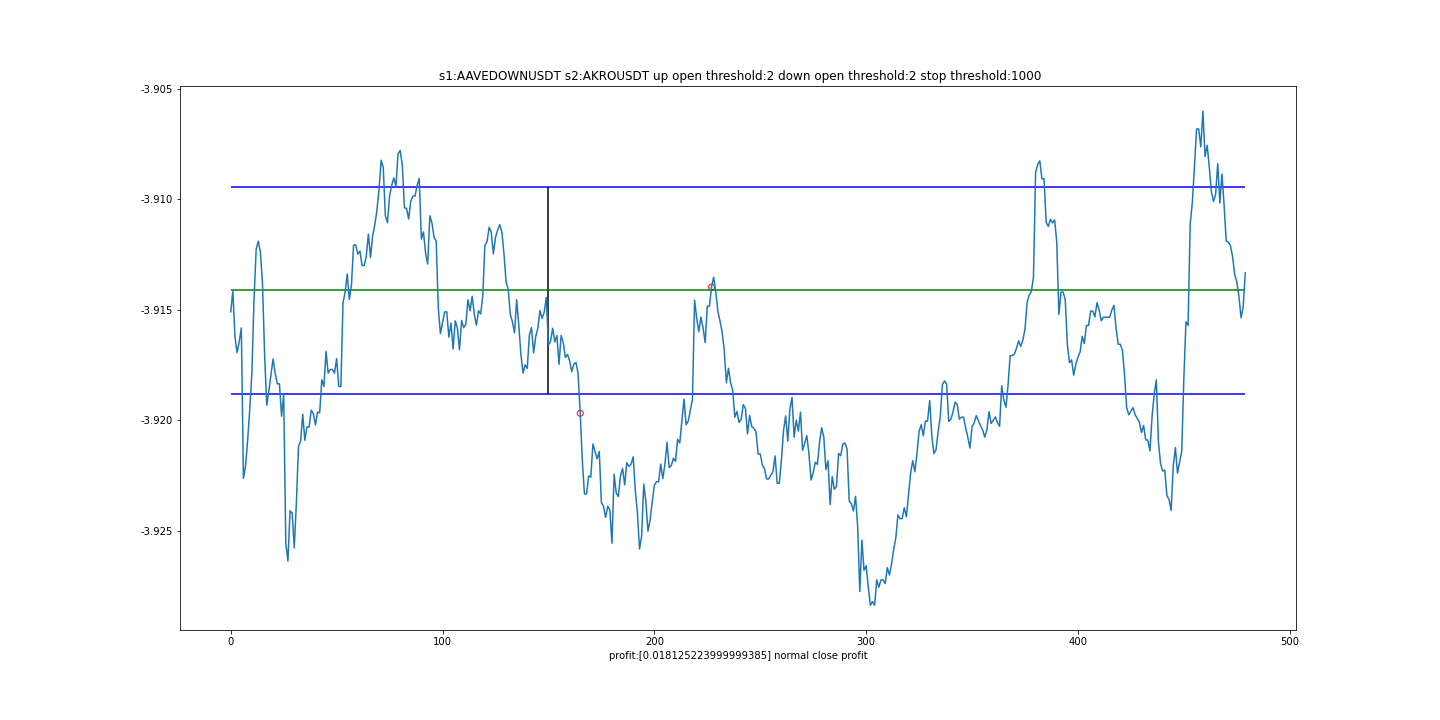 s1:AAVEDOWNUSDT s2:AKROUSDT up open threshold:2 down open threshold:2 stop threshold:1000
-3.905
-3.910
-3.915
-3.920
-3.925
0 100 200 300 400 500
profit:[0.018125223999999385] normal close profit